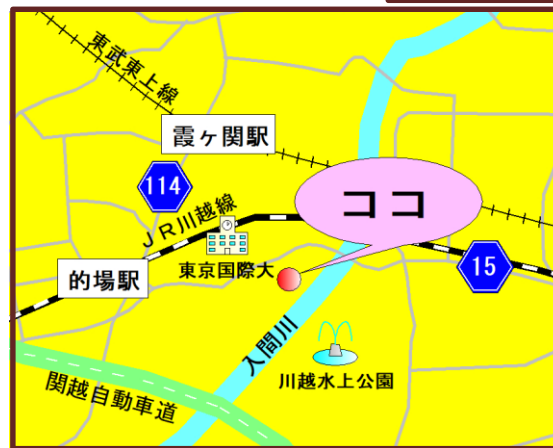 東武東上線
霞ヶ関駅
114
ココ
JR川越線
東京国際大
15
的場駅
入間川
川越水上公園
関越自動車道